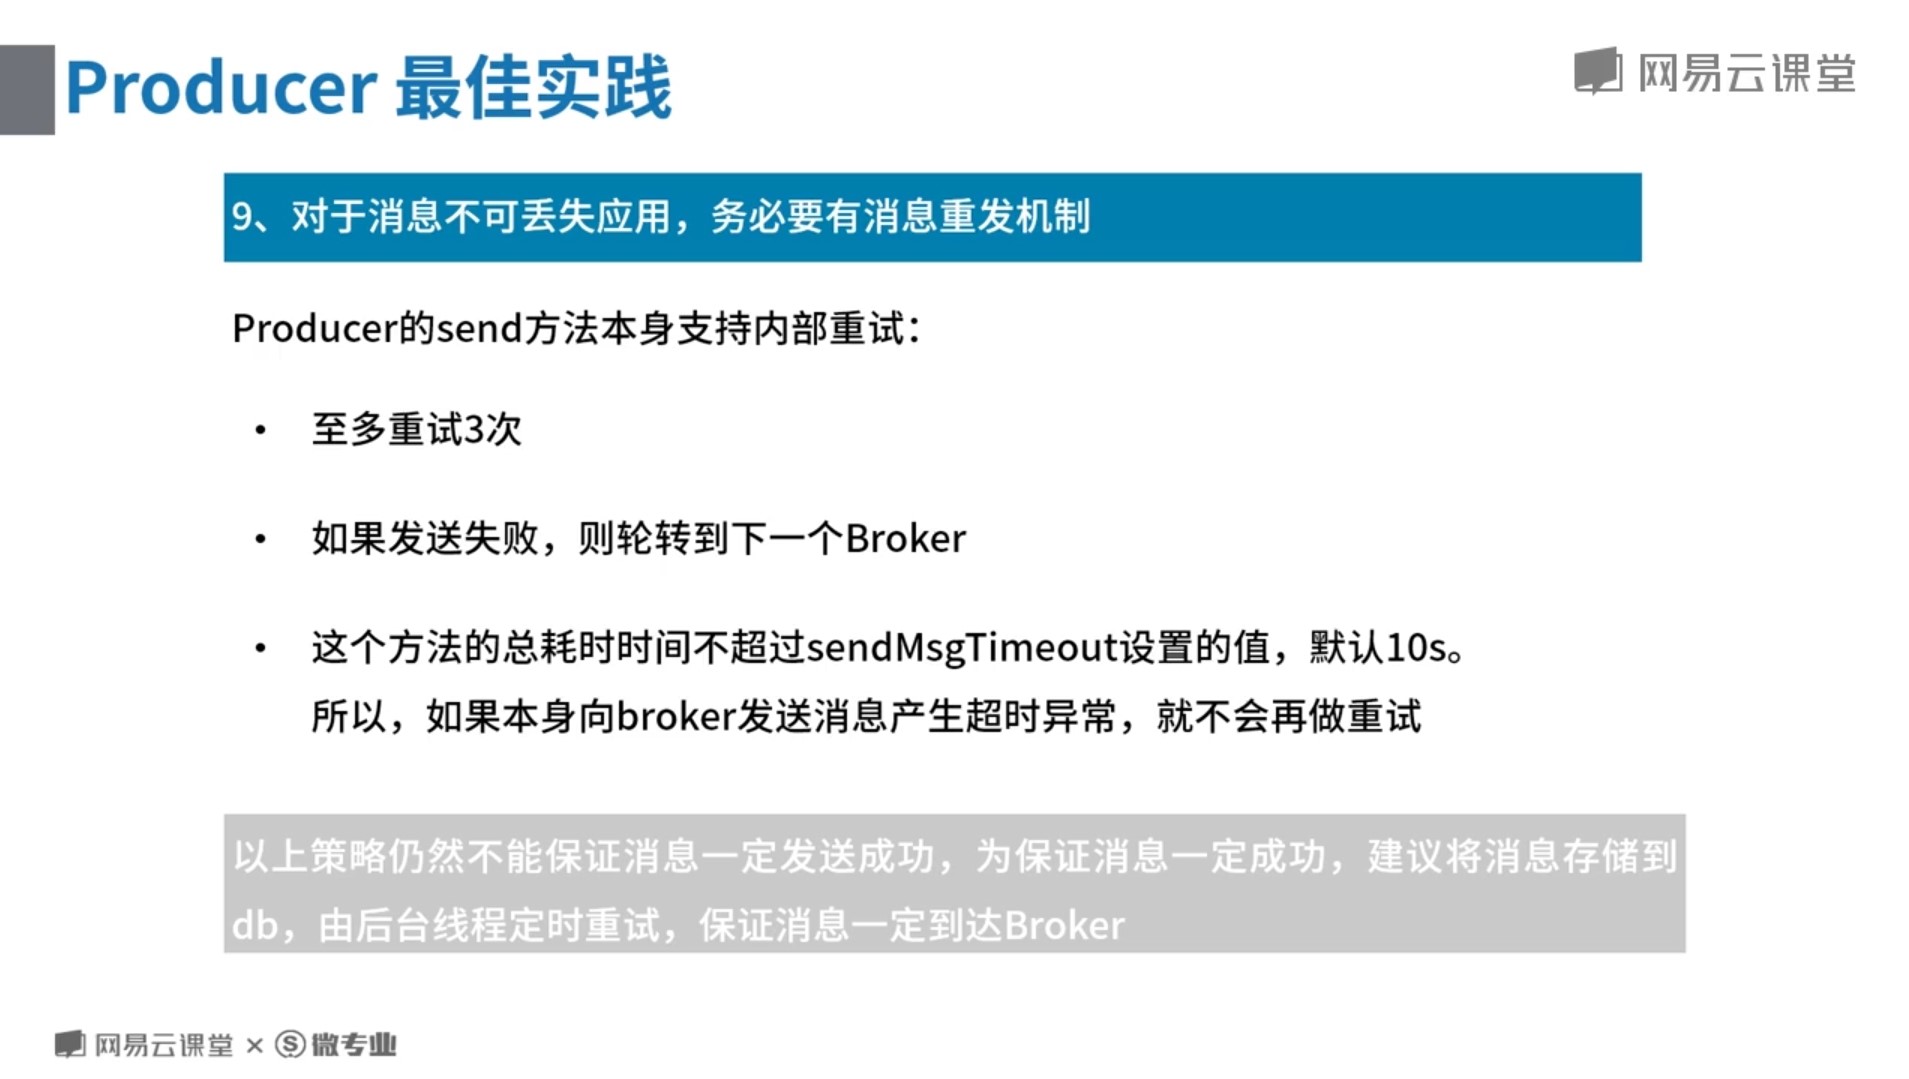 Producer 最佳实践
网易云课堂
9、对于消息不可丢失应用，务必要有消息重发机制
Producer的send方法本身支持内部重试：
• 至多重试3次
• 如果发送失败，则轮转到下一个Broker
• 这个方法的总耗时时间不超过sendMsgTimeout设置的值，默认10s。
所以，如果本身向broker发送消息产生超时异常，就不会再做重试
以上策略仍然不能保证消息一定发送成功，为保证消息一定成功，建议将消息存储到
db，由后台线程定时重试，保证消息一定到达Broker
网易云课堂 × 微专业